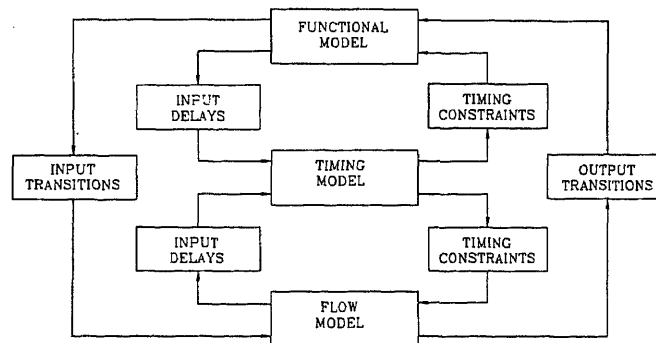 FUNCTIONAL
MODEL
INPUT
DELAYS
TIMING
CONSTRAINTS
INPUT
TRANSITIONS
TIMING
MODEL
OUTPUT
TRANSITIONS
INPUT
DELAYS
TIMING
CONSTRAINTS
FLOW
MODEL